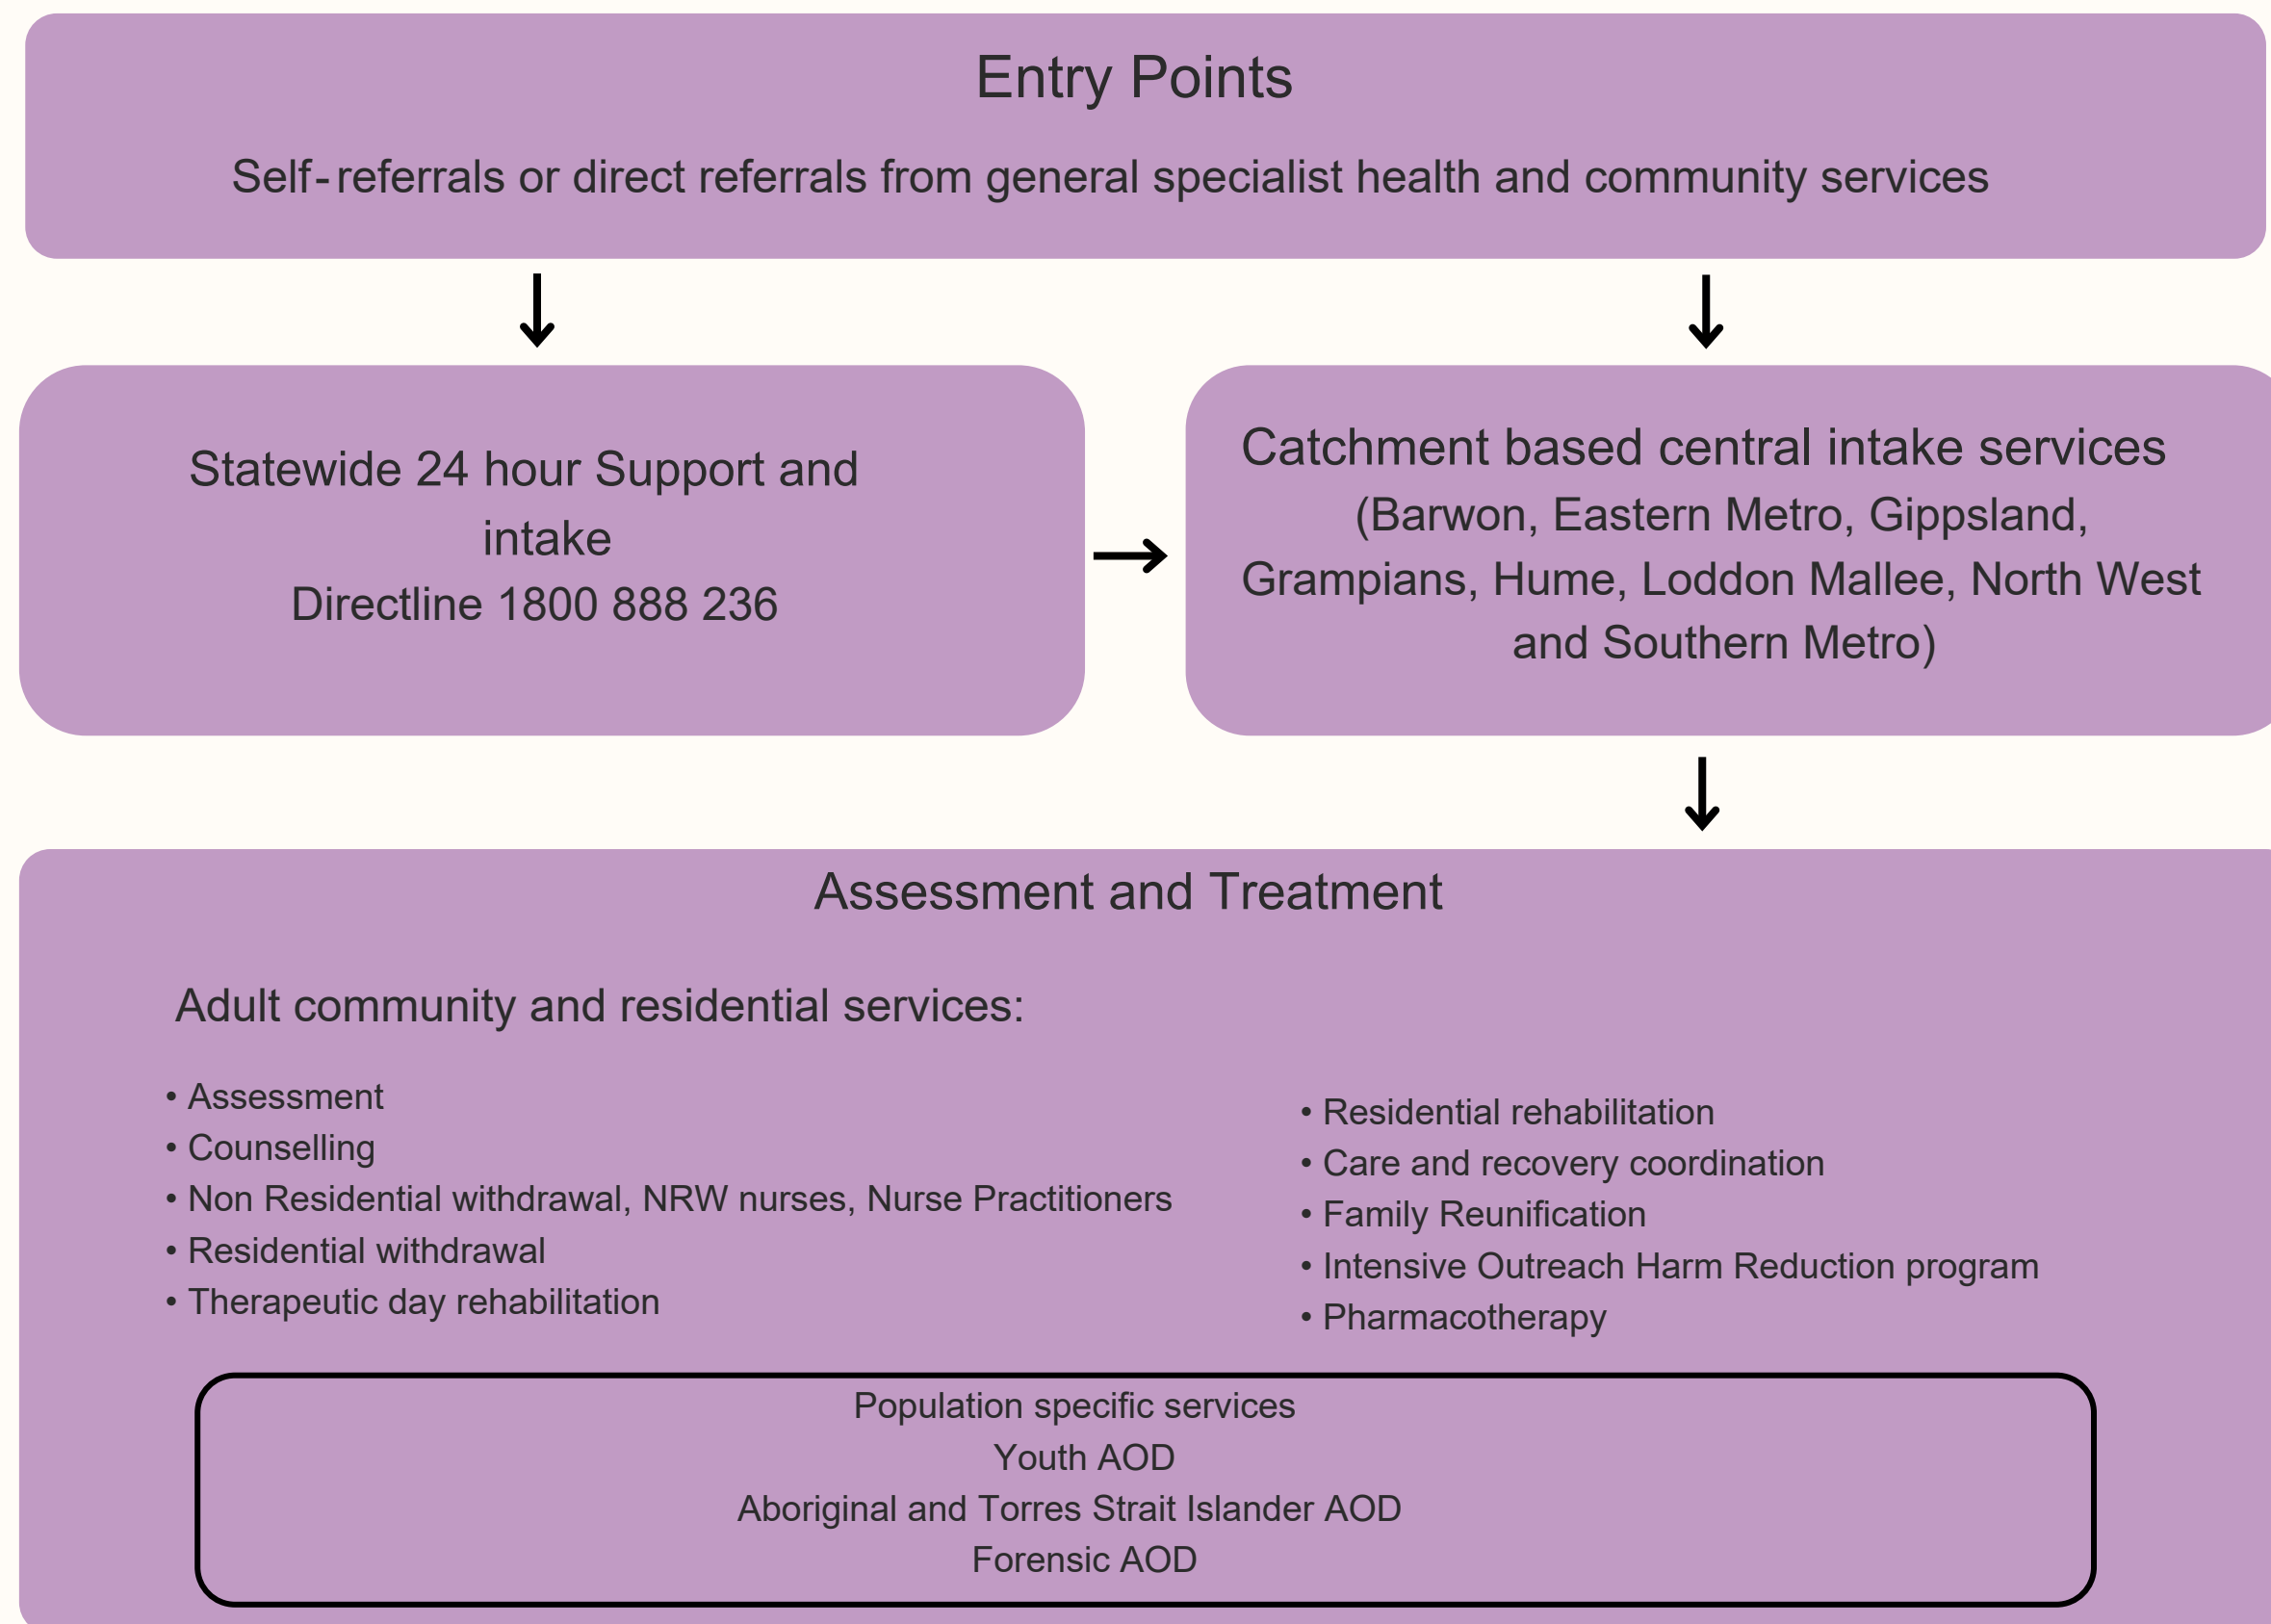 Entry Points
Self-referrals or direct referrals from general specialist health and community services
Statewide 24 hour Support and
intake
Directline 1800 888 236
Catchment based central intake services
(Barwon, Eastern Metro, Gippsland,
Grampians, Hume, Loddon Mallee, North West
and Southern Metro)
Assessment and Treatment
Adult community and residential services:
• Assessment
• Counselling
• Non Residential withdrawal, NRW nurses, Nurse Practitioners
• Residential withdrawal
• Therapeutic day rehabilitation
• Residential rehabilitation
• Care and recovery coordination
• Family Reunification
• Intensive Outreach Harm Reduction program
• Pharmacotherapy
Population specific services
Youth AOD
Aboriginal and Torres Strait Islander AOD
Forensic AOD